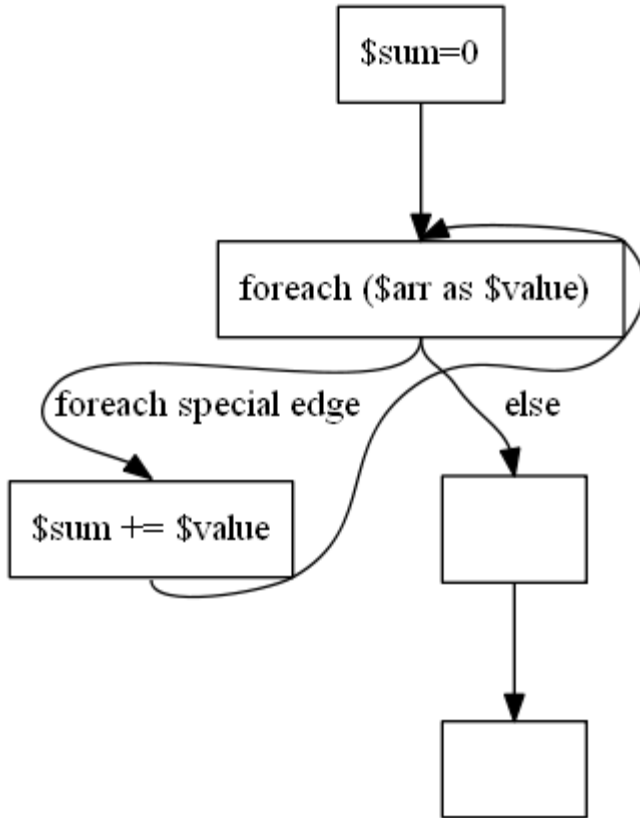 $sum=0
foreach ($arr as $value)
foreach special edge
else
$sum += $value